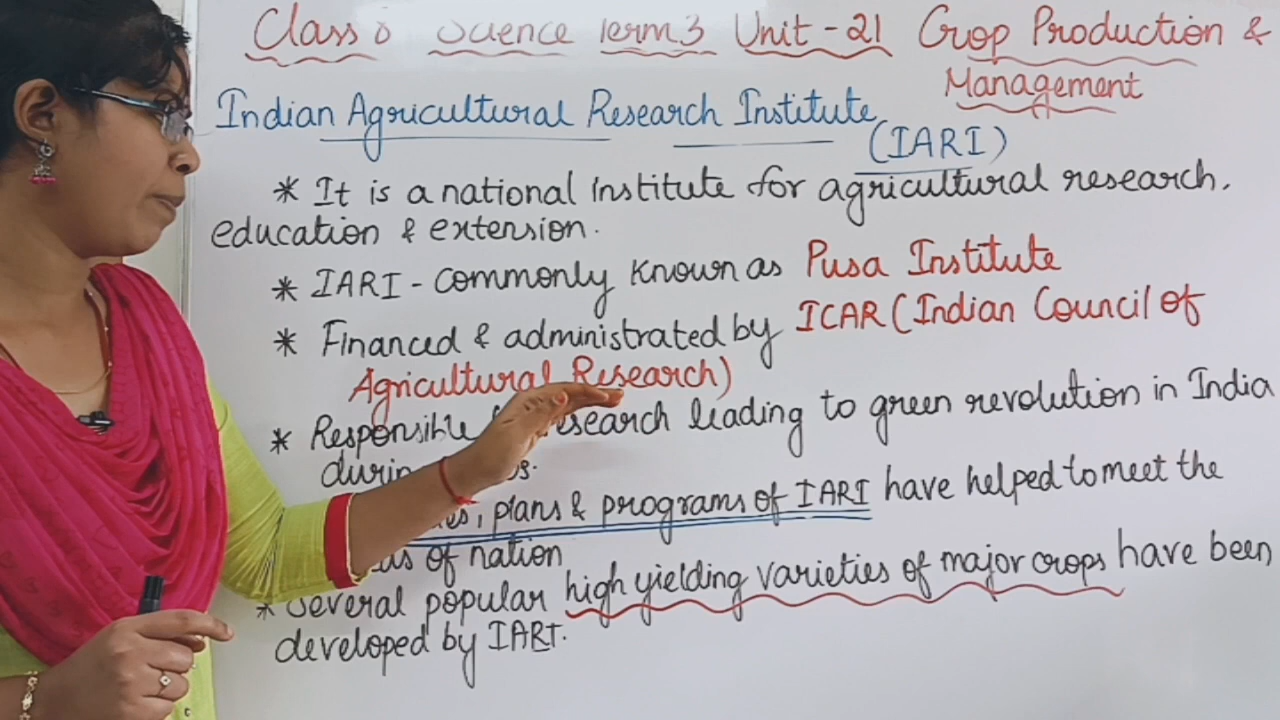 Class 8 Science Term 3 Unit - 21 Crop Production &
Management
Indian Agricultural Research Institute
(IARI)
* It is a national institute for agricultural research,
education & extension.
* IARI - commonly known as Pusa Institute
* Financed & administrated by ICAR (Indian Council of
Agricultural Research)
* Responsible research leading to green revolution in India
plans & programs of IARI have helped to meet the
of nation
* Several popular high yielding varieties of major crops have been
developed by IARI.